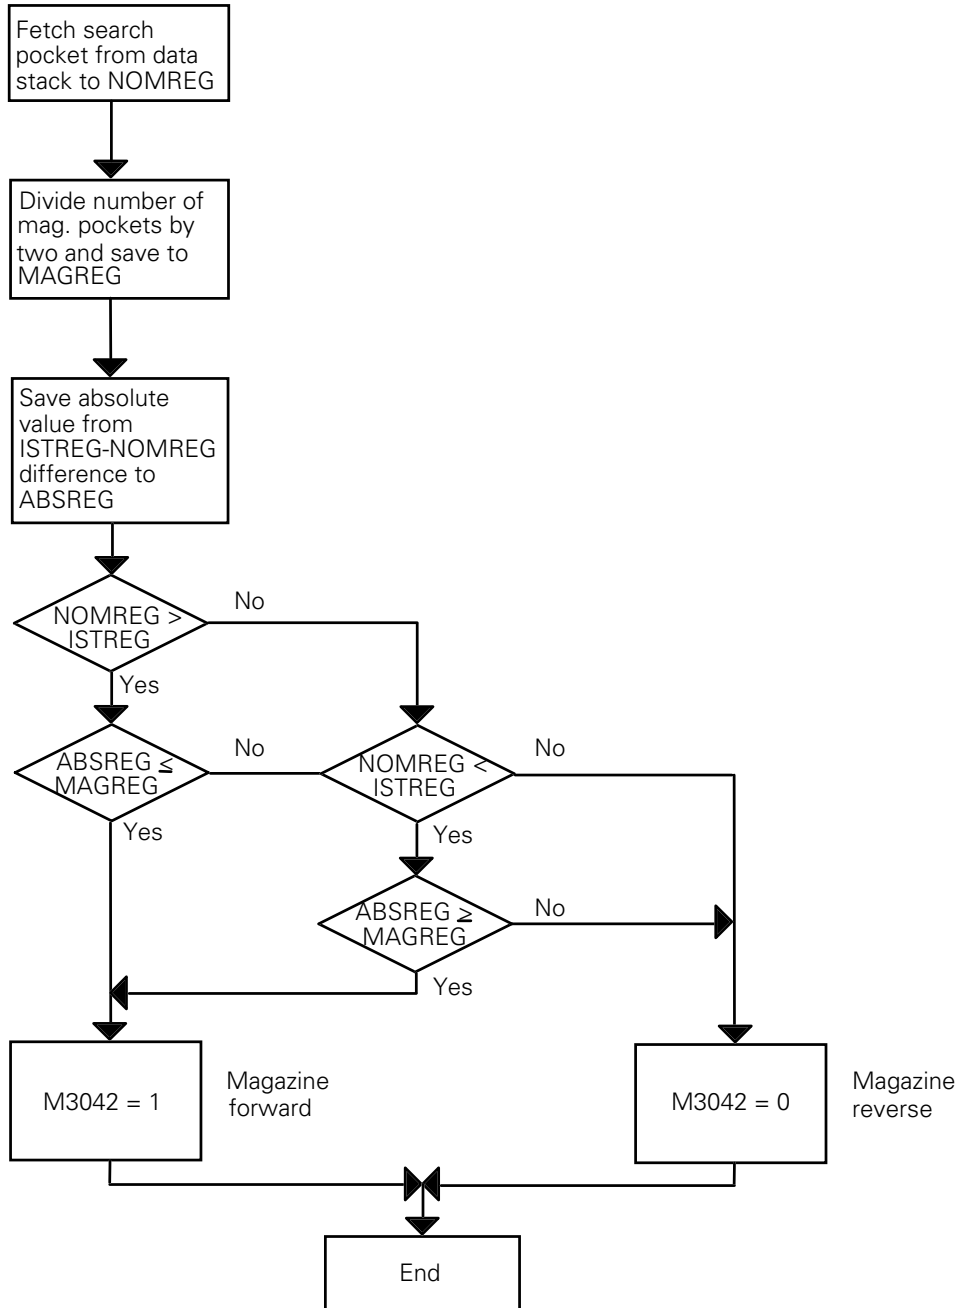 Fetch search
pocket from data
stack to NOMREG
Divide number of
mag. pockets by
two and save to
MAGREG
Save absolute
value from
ISTREG-NOMREG
difference to
ABSREG
NOMREG >
ISTREG
No
Yes
ABSREG ≤
MAGREG
No
Yes
NOMREG <
ISTREG
No
Yes
ABSREG ≥
MAGREG
No
Yes
M3042 = 1
Magazine
forward
M3042 = 0
Magazine
reverse
End